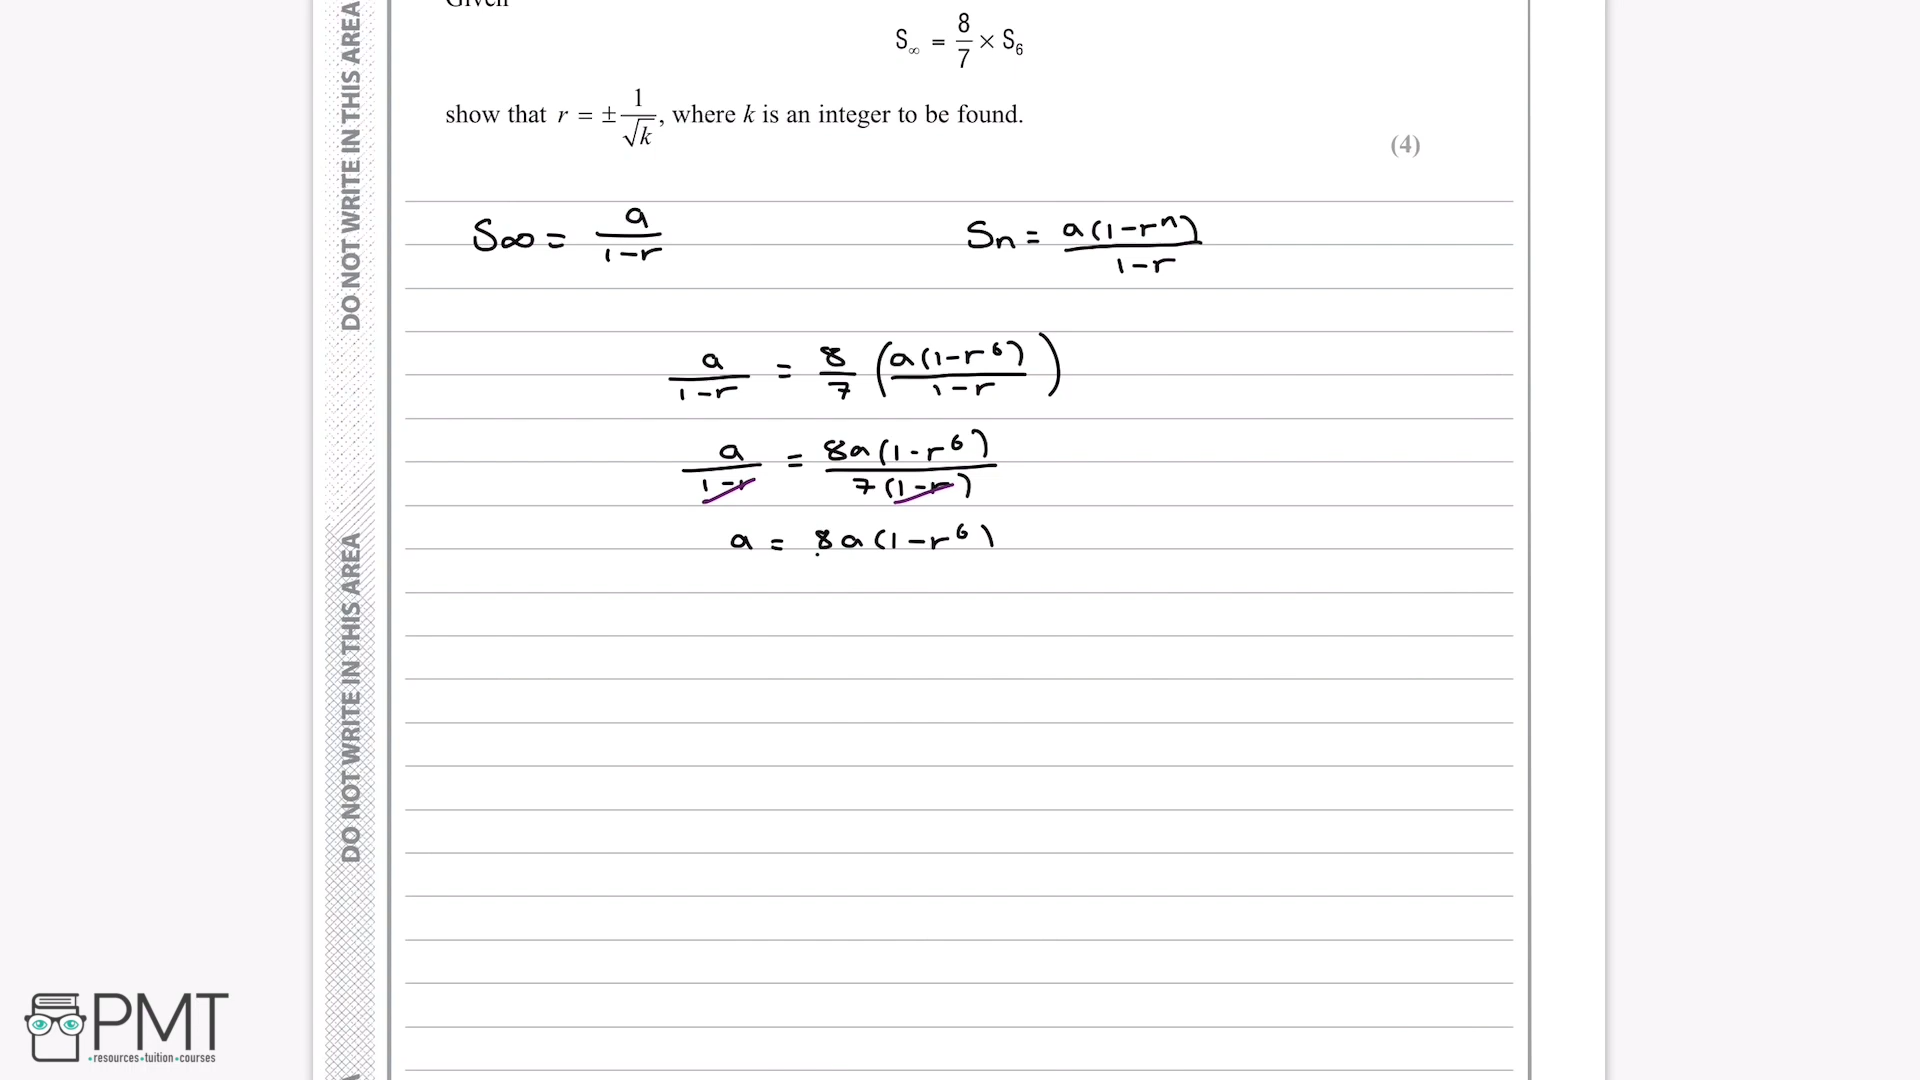 Given
S∞ = 8/7 × S6
show that r = ± 1/√k, where k is an integer to be found.
(4)
S∞ = a/(1-r)
Sn = a(1-r^n)/(1-r)
a/(1-r) = 8/7 (a(1-r^6)/(1-r))
a/(1-r) = 8a(1-r^6)/7(1-r)
a = 8a(1-r^6)
DO NOT WRITE IN THIS AREA
DO NOT WRITE IN THIS AREA
A
PMT
•resources•tuition•courses